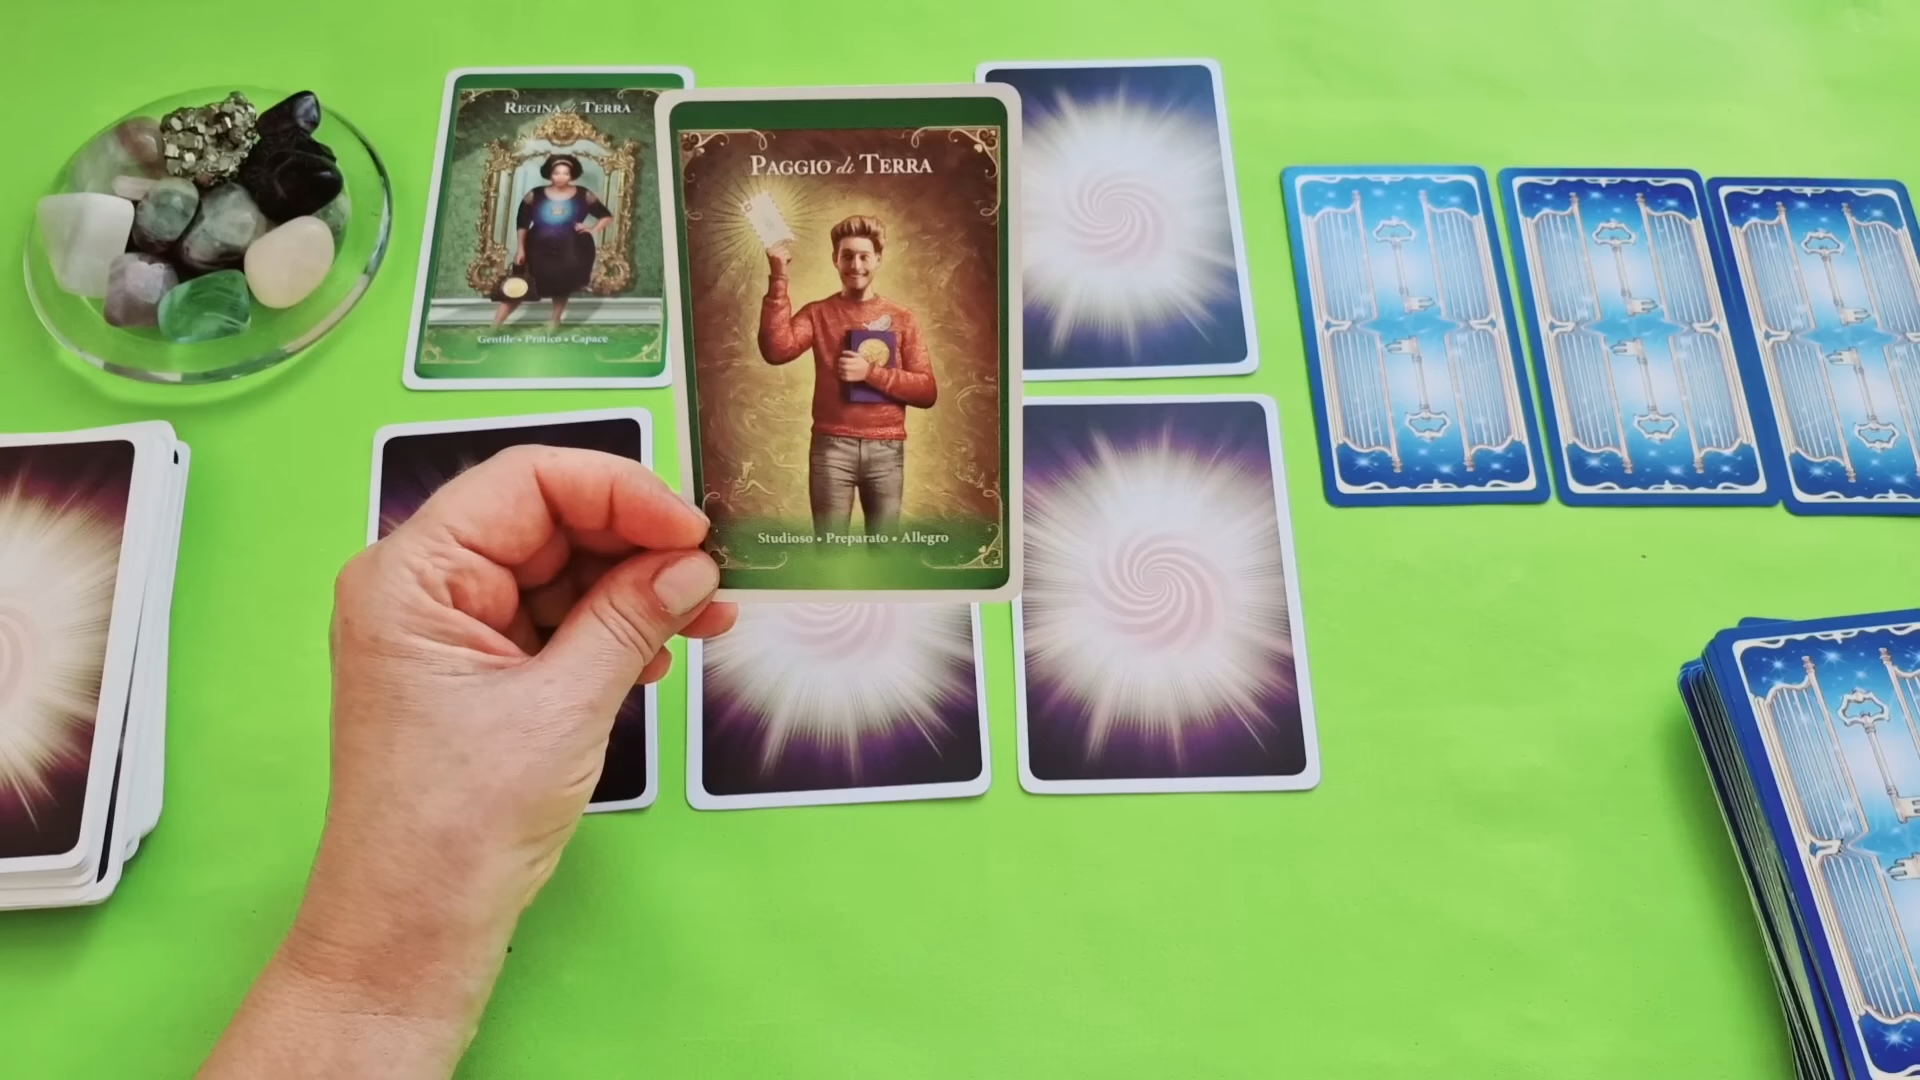 REGINA di TERRA
Gentile • Pratico • Capace
PAGGIO di TERRA
Studioso • Preparato • Allegro